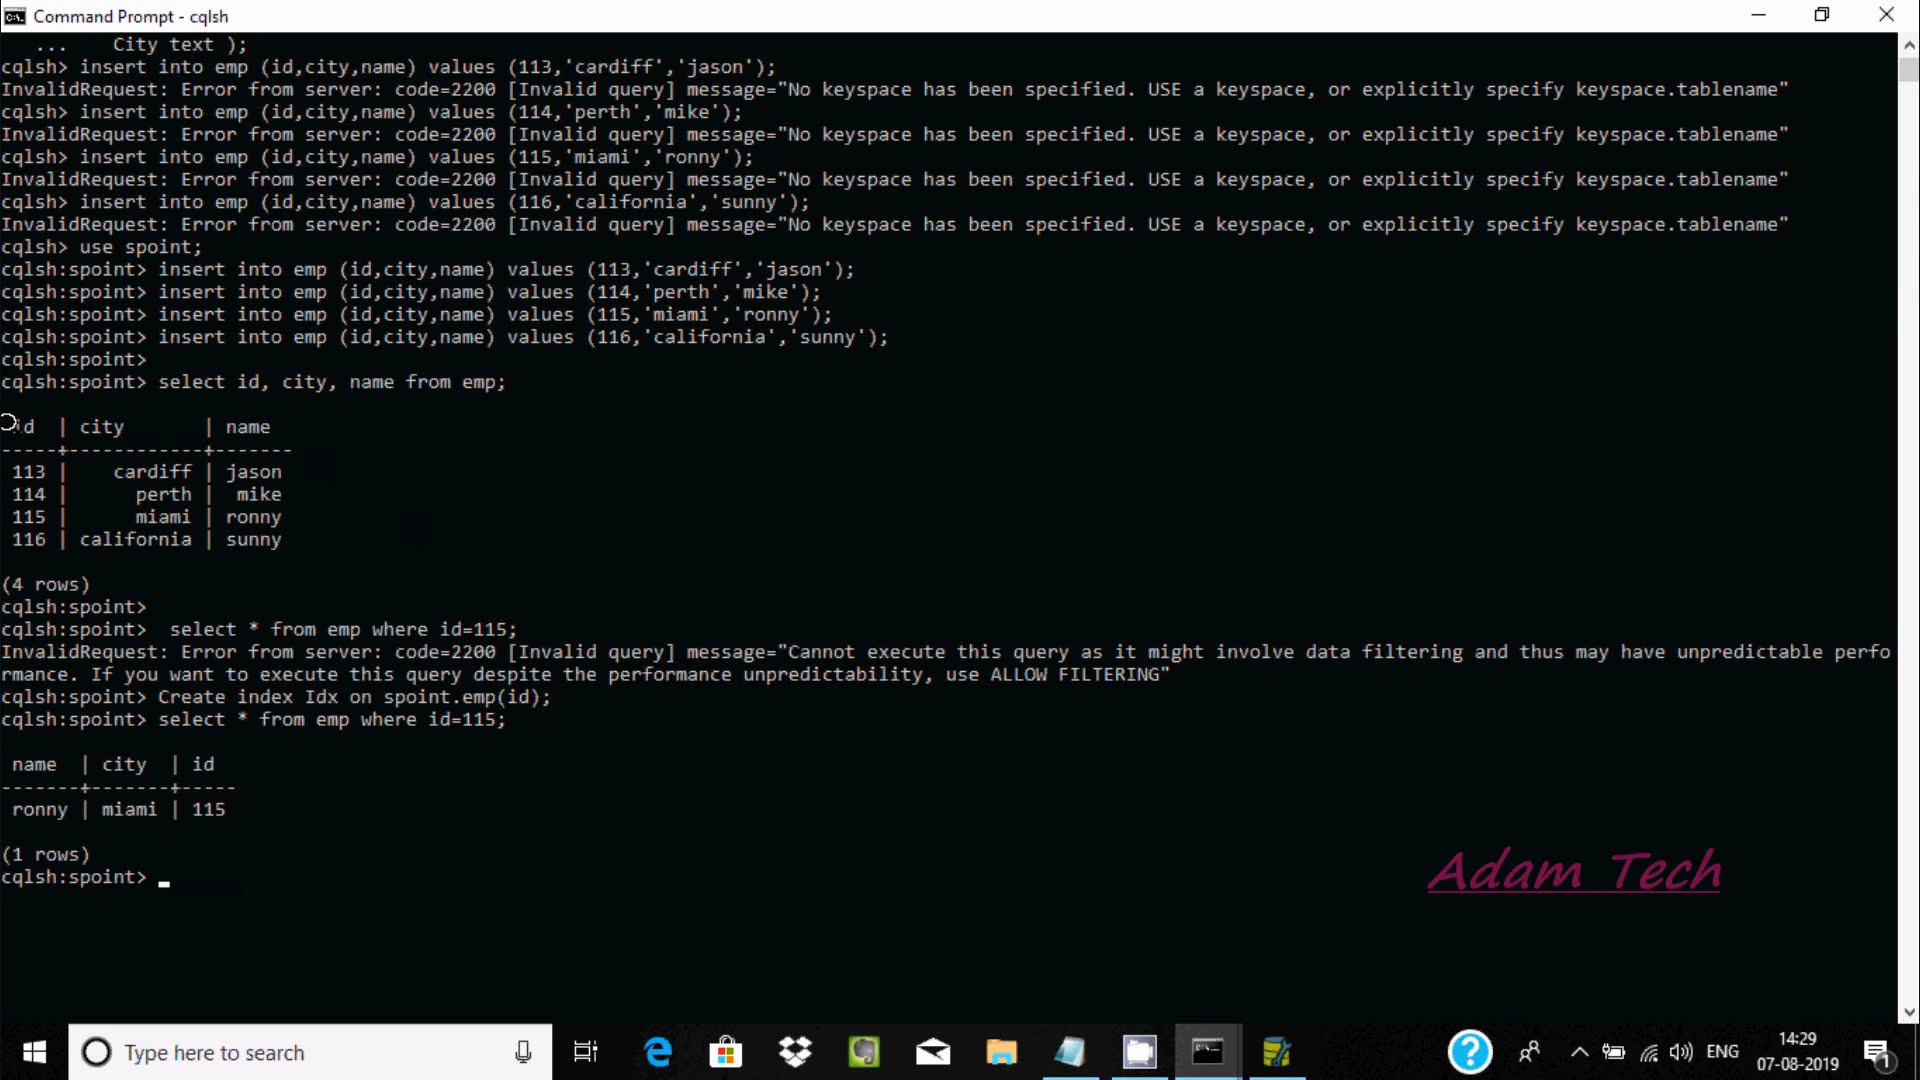 Command Prompt - cqlsh
... City text );
cqlsh> insert into emp (id,city,name) values (113,'cardiff','jason');
InvalidRequest: Error from server: code=2200 [Invalid query] message="No keyspace has been specified. USE a keyspace, or explicitly specify keyspace.tablename"
cqlsh> insert into emp (id,city,name) values (114,'perth','mike');
InvalidRequest: Error from server: code=2200 [Invalid query] message="No keyspace has been specified. USE a keyspace, or explicitly specify keyspace.tablename"
cqlsh> insert into emp (id,city,name) values (115,'miami','ronny');
InvalidRequest: Error from server: code=2200 [Invalid query] message="No keyspace has been specified. USE a keyspace, or explicitly specify keyspace.tablename"
cqlsh> insert into emp (id,city,name) values (116,'california','sunny');
InvalidRequest: Error from server: code=2200 [Invalid query] message="No keyspace has been specified. USE a keyspace, or explicitly specify keyspace.tablename"
cqlsh> use spoint;
cqlsh:spoint> insert into emp (id,city,name) values (113,'cardiff','jason');
cqlsh:spoint> insert into emp (id,city,name) values (114,'perth','mike');
cqlsh:spoint> insert into emp (id,city,name) values (115,'miami','ronny');
cqlsh:spoint> insert into emp (id,city,name) values (116,'california','sunny');
cqlsh:spoint>
cqlsh:spoint> select id, city, name from emp;
id | city | name
-----+------------+-------
113 | cardiff | jason
114 | perth | mike
115 | miami | ronny
116 | california | sunny
(4 rows)
cqlsh:spoint>
cqlsh:spoint> select * from emp where id=115;
InvalidRequest: Error from server: code=2200 [Invalid query] message="Cannot execute this query as it might involve data filtering and thus may have unpredictable perfo
rmance. If you want to execute this query despite the performance unpredictability, use ALLOW FILTERING"
cqlsh:spoint> Create index Idx on spoint.emp(id);
cqlsh:spoint> select * from emp where id=115;
name | city | id
-------+-------+-----
ronny | miami | 115
(1 rows)
cqlsh:spoint>
Adam Tech
Type here to search
ENG
14:29
07-08-2019
1